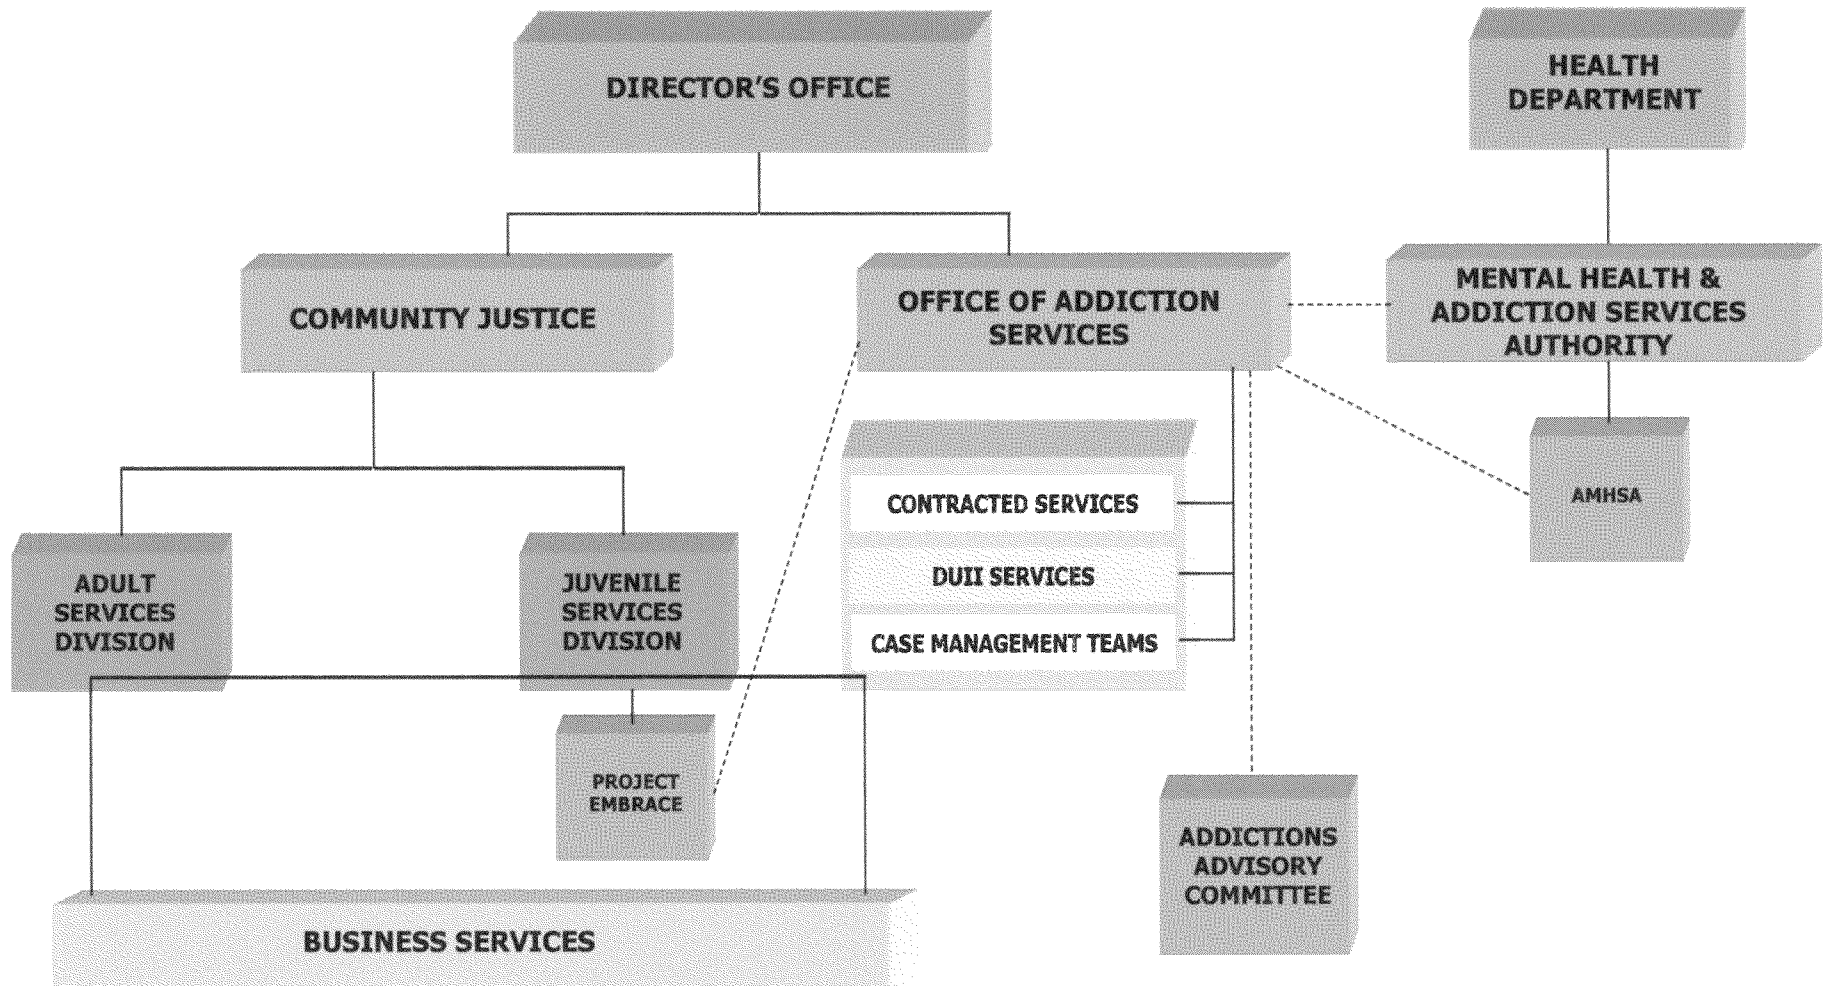 DIRECTOR'S OFFICE
HEALTH
DEPARTMENT
COMMUNITY JUSTICE
OFFICE OF ADDICTION
SERVICES
MENTAL HEALTH &
ADDICTION SERVICES
AUTHORITY
CONTRACTED SERVICES
DUII SERVICES
CASE MANAGEMENT TEAMS
AMHSA
ADULT
SERVICES
DIVISION
JUVENILE
SERVICES
DIVISION
PROJECT
EMBRACE
ADDICTIONS
ADVISORY
COMMITTEE
BUSINESS SERVICES